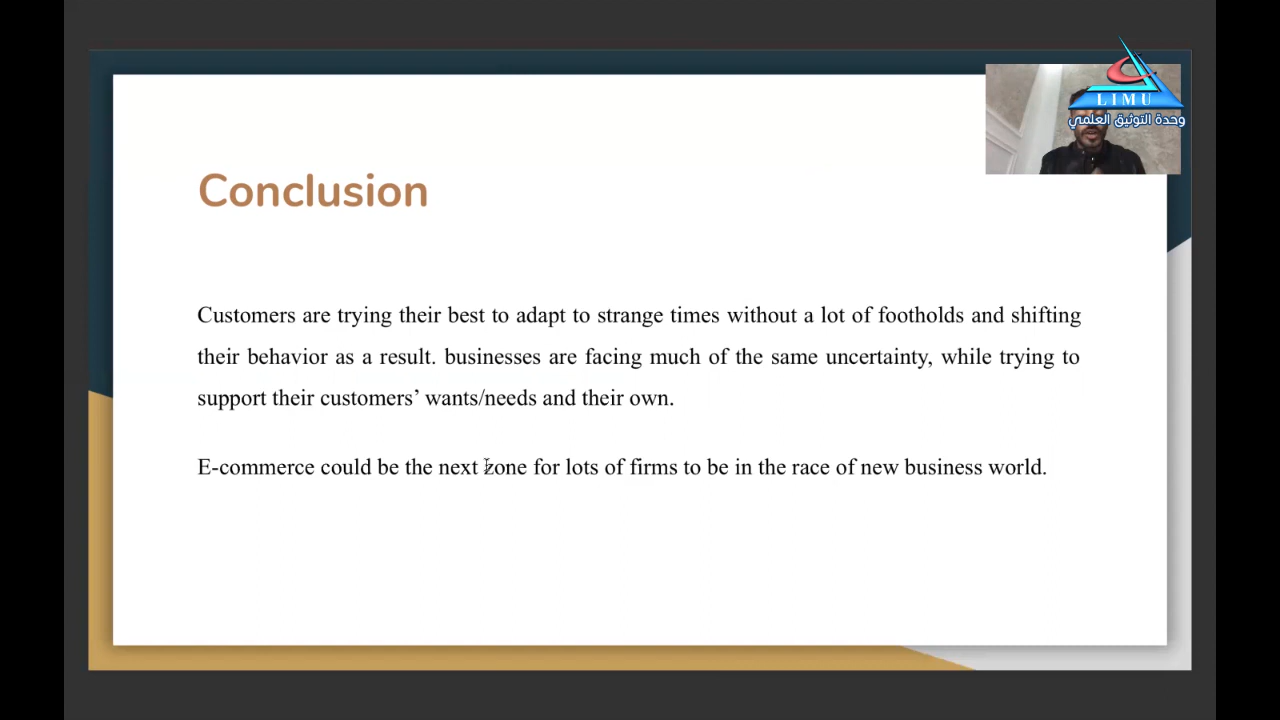 LIMU
وحدة التوثيق العلمي
Conclusion
Customers are trying their best to adapt to strange times without a lot of footholds and shifting
their behavior as a result. businesses are facing much of the same uncertainty, while trying to
support their customers’ wants/needs and their own.
E-commerce could be the next zone for lots of firms to be in the race of new business world.